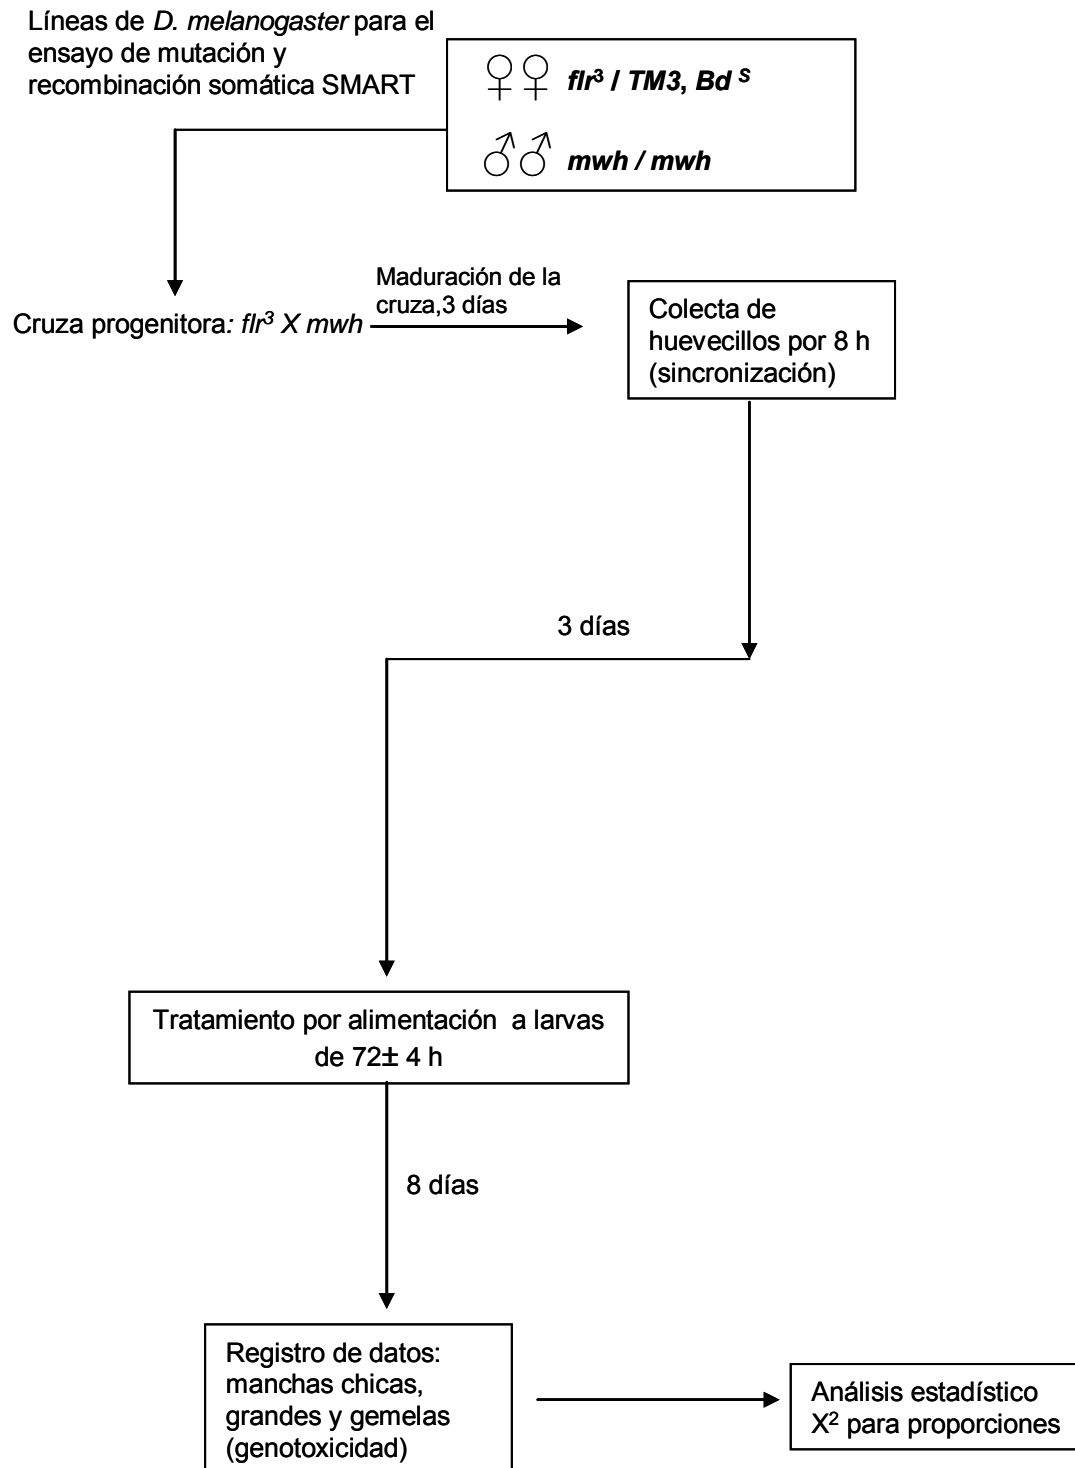 Líneas de D. melanogaster para el
ensayo de mutación y
recombinación somática SMART
♀♀ flr³ / TM3, Bd ˢ
♂♂ mwh / mwh
Cruza progenitora: flr³ X mwh
Maduración de la
cruza,3 días
Colecta de
huevecillos por 8 h
(sincronización)
3 días
Tratamiento por alimentación a larvas
de 72± 4 h
8 días
Registro de datos:
manchas chicas,
grandes y gemelas
(genotoxicidad)
Análisis estadístico
X² para proporciones